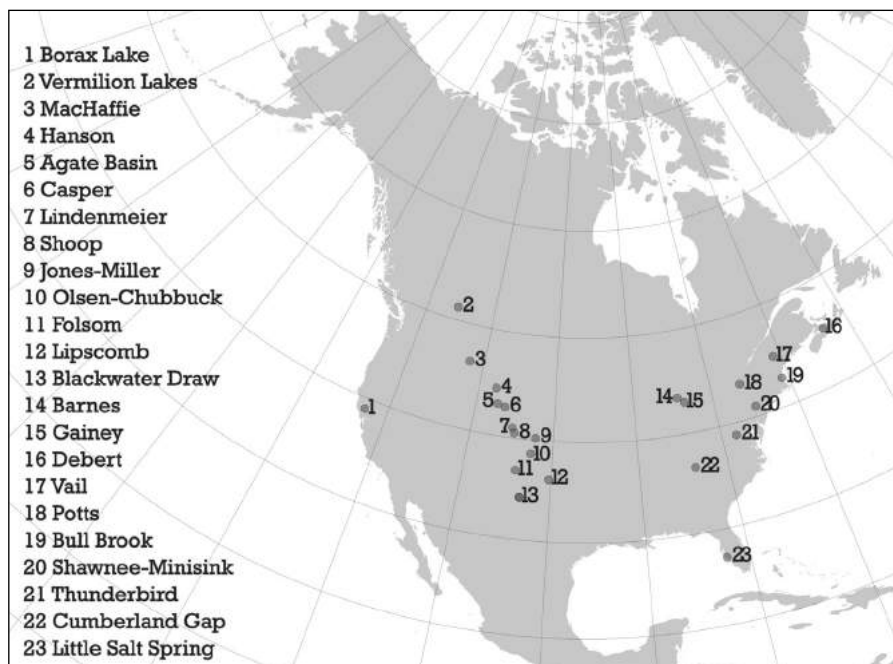 1 Borax Lake
2 Vermilion Lakes
3 MacHaffie
4 Hanson
5 Agate Basin
6 Casper
7 Lindenmeier
8 Shoop
9 Jones-Miller
10 Olsen-Chubbuck
11 Folsom
12 Lipscomb
13 Blackwater Draw
14 Barnes
15 Gainey
16 Debert
17 Vail
18 Potts
19 Bull Brook
20 Shawnee-Minisink
21 Thunderbird
22 Cumberland Gap
23 Little Salt Spring
2
16
3
17
19
4
18
5 6
14 15
20
1
7 8 9
21
10
11
12
22
13
23